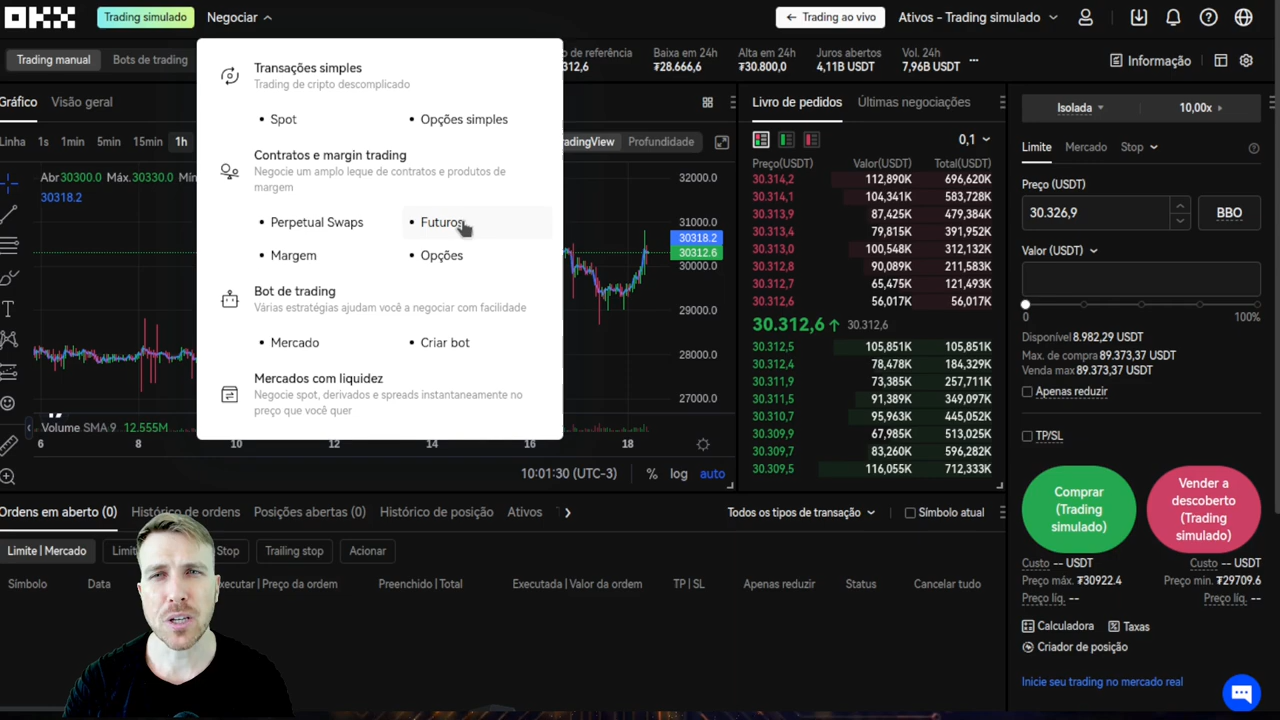 OKX
Trading simulado
Negociar
Trading ao vivo
Ativos - Trading simulado
Trading manual
Bots de trading
Transações simples
Trading de cripto descomplicado
Spot
Opções simples
Contratos e margin trading
Negocie um amplo leque de contratos e produtos de
margem
Perpetual Swaps
Futuros
Margem
Opções
Bot de trading
Várias estratégias ajudam você a negociar com facilidade
Mercado
Criar bot
Mercados com liquidez
Negocie spot, derivados e spreads instantaneamente no
preço que você quer
de referência
312,6
Baixa em 24h
₮28.666,6
Alta em 24h
₮30.800,0
Juros abertos
4,11B USDT
Vol. 24h
7,96B USDT
Informação
Gráfico
Visão geral
Linha 1s 1min 5min 15min 1h
TradingView
Profundidade
Abr30300.0 Máx.30330.0 Mín
30318.2
32000.0
31000.0
30318.2
30312.6
30000.0
29000.0
28000.0
27000.0
Volume SMA 9 12.555M
6 8 10 12 14 16 18
10:01:30 (UTC-3)
% log auto
Livro de pedidos
Últimas negociações
0,1
Preço(USDT) Valor(USDT) Total(USDT)
30.314,2 112,890K 696,620K
30.314,1 104,341K 583,728K
30.313,9 87,425K 479,384K
30.313,4 79,815K 391,952K
30.313,0 100,548K 312,132K
30.312,8 90,089K 211,583K
30.312,7 65,475K 121,493K
30.312,6 56,017K 56,017K
30.312,6 30.312,6
30.312,5 105,851K 105,851K
30.312,4 78,478K 184,329K
30.311,9 73,385K 257,711K
30.311,5 91,389K 349,097K
30.310,7 95,963K 445,052K
30.309,9 67,985K 513,025K
30.309,7 83,260K 596,282K
30.309,5 116,055K 712,333K
Isolada
10,00x
Limite Mercado Stop
Preço (USDT)
30.326,9
BBO
Valor (USDT)
0 100%
Disponível 8.982,29 USDT
Max. de compra 89.373,37 USDT
Venda max 89.373,37 USDT
Apenas reduzir
TP/SL
Comprar
(Trading
simulado)
Vender a
descoberto
(Trading
simulado)
Custo -- USDT
Custo -- USDT
Preço máx. ₮30922.4
Preço min. ₮29709.6
Preço líq. --
Preço líq. --
Calculadora
Taxas
Criador de posição
Inicie seu trading no mercado real
Ordens em aberto (0)
Histórico de ordens
Posições abertas (0)
Histórico de posição
Ativos
Todos os tipos de transação
Símbolo atual
Limite | Mercado
Limit
Stop
Trailing stop
Acionar
Símbolo
Data
xecutar | Preço da ordem
Preenchido | Total
Executada | Valor da ordem
TP | SL
Apenas reduzir
Status
Cancelar tudo